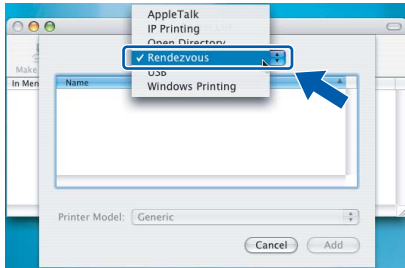 AppleTalk
IP Printing
Open Directory
✓ Rendezvous
USB
Windows Printing
Make
In Men
Name
Printer Model: Generic
Cancel Add